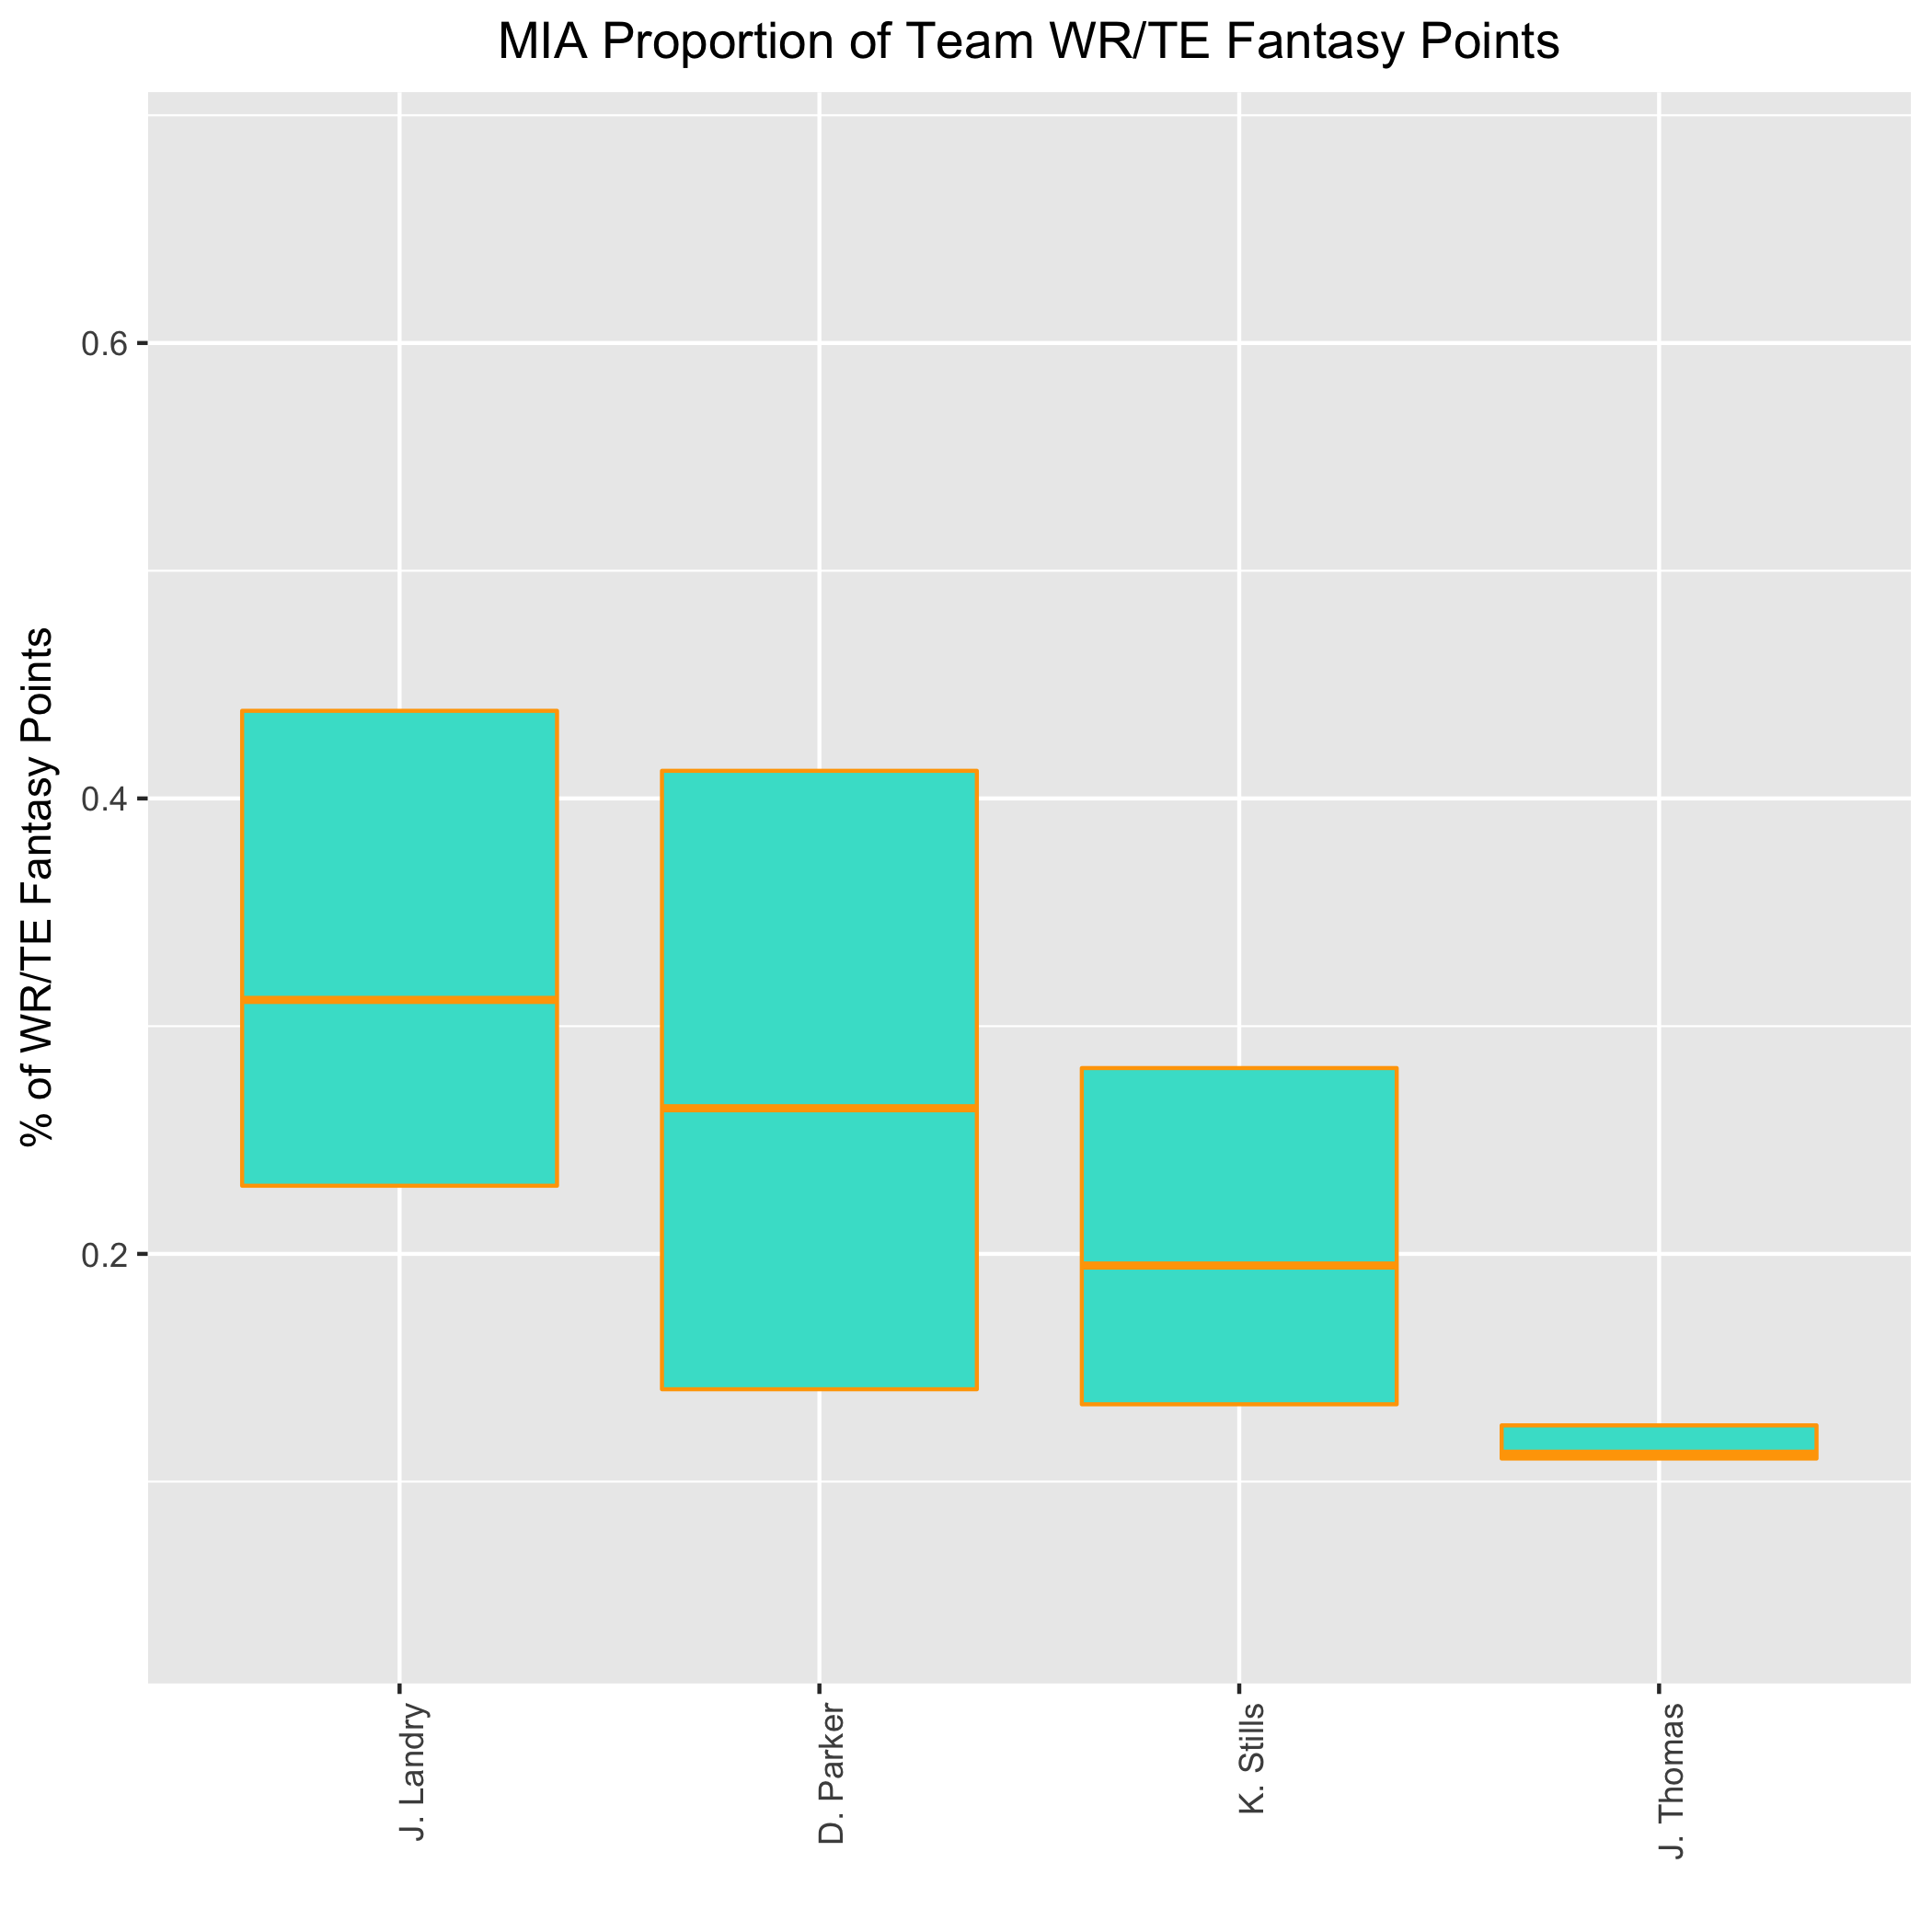 MIA Proportion of Team WR/TE Fantasy Points
% of WR/TE Fantasy Points
0.6
0.4
0.2
J. Landry
D. Parker
K. Stills
J. Thomas